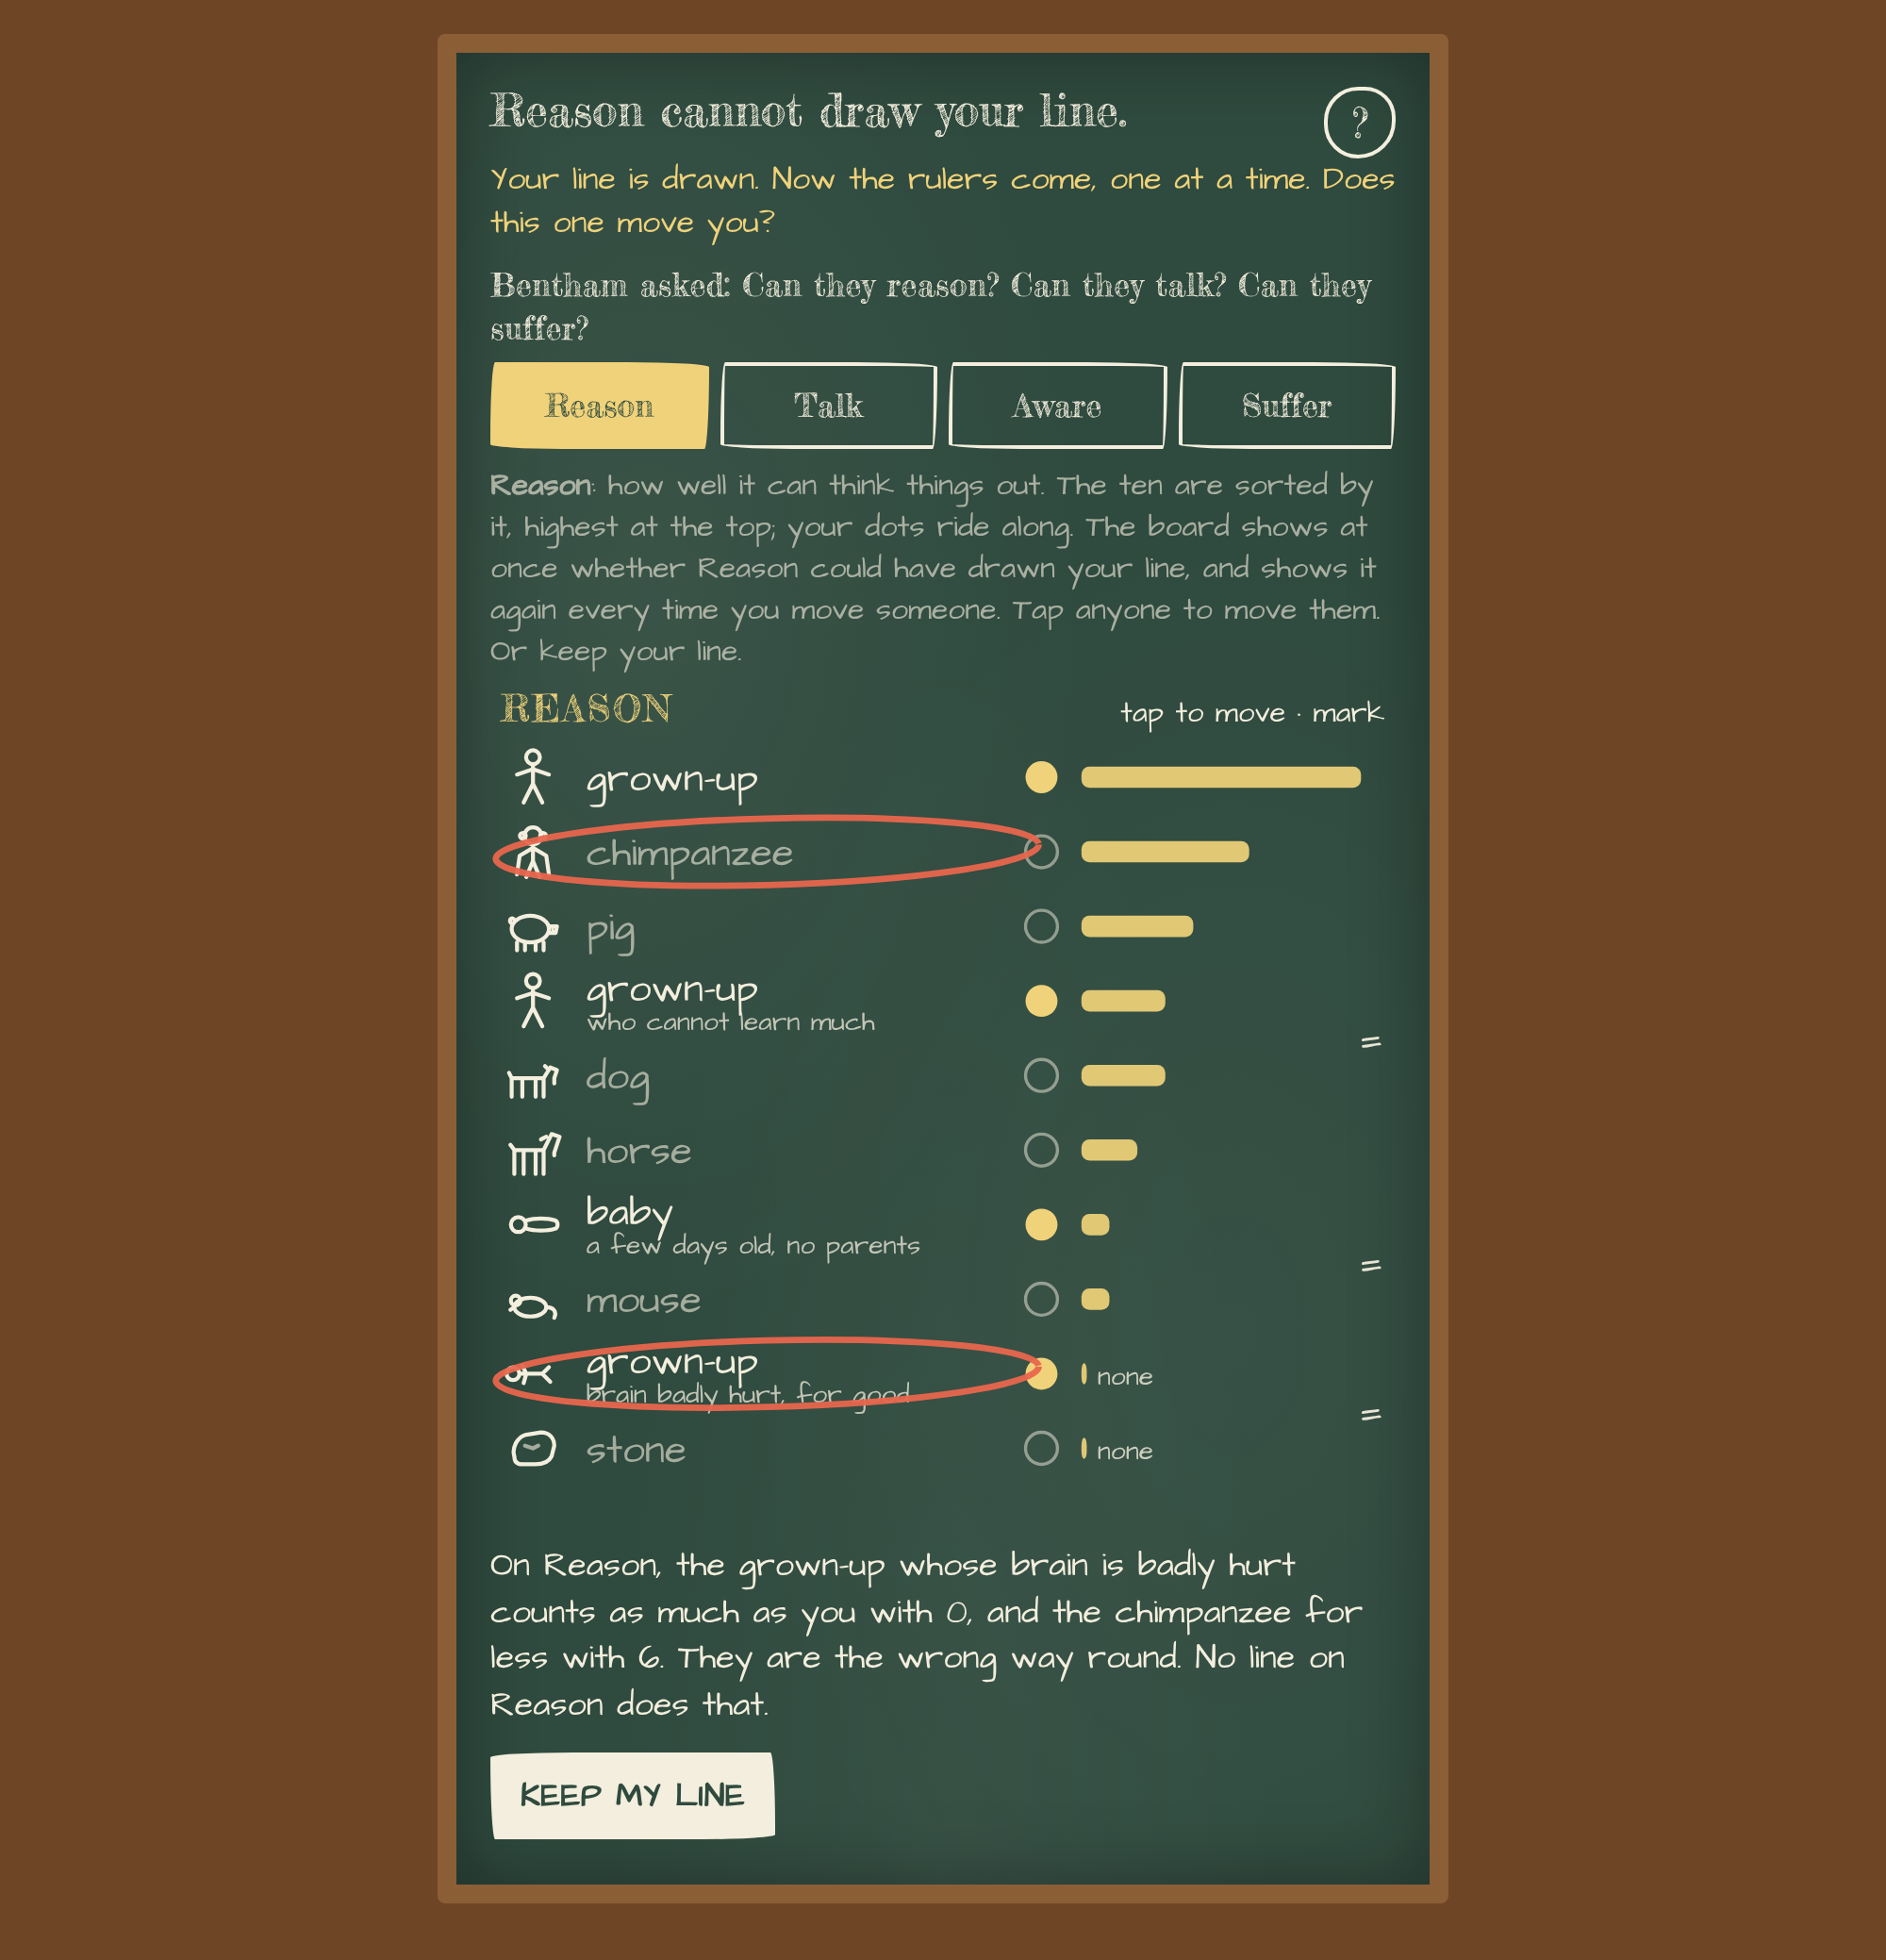 Reason cannot draw your line.
?
Your line is drawn. Now the rulers come, one at a time. Does
this one move you?
Bentham asked: Can they reason? Can they talk? Can they
suffer?
Reason
Talk
Aware
Suffer
Reason: how well it can think things out. The ten are sorted by
it, highest at the top; your dots ride along. The board shows at
once whether Reason could have drawn your line, and shows it
again every time you move someone. Tap anyone to move them.
Or keep your line.
REASON
tap to move · mark
grown-up
chimpanzee
pig
grown-up
who cannot learn much
=
dog
horse
baby
a few days old, no parents
=
mouse
grown-up
none
brain badly hurt, for good
=
stone
none
On Reason, the grown-up whose brain is badly hurt
counts as much as you with 0, and the chimpanzee for
less with 6. They are the wrong way round. No line on
Reason does that.
KEEP MY LINE